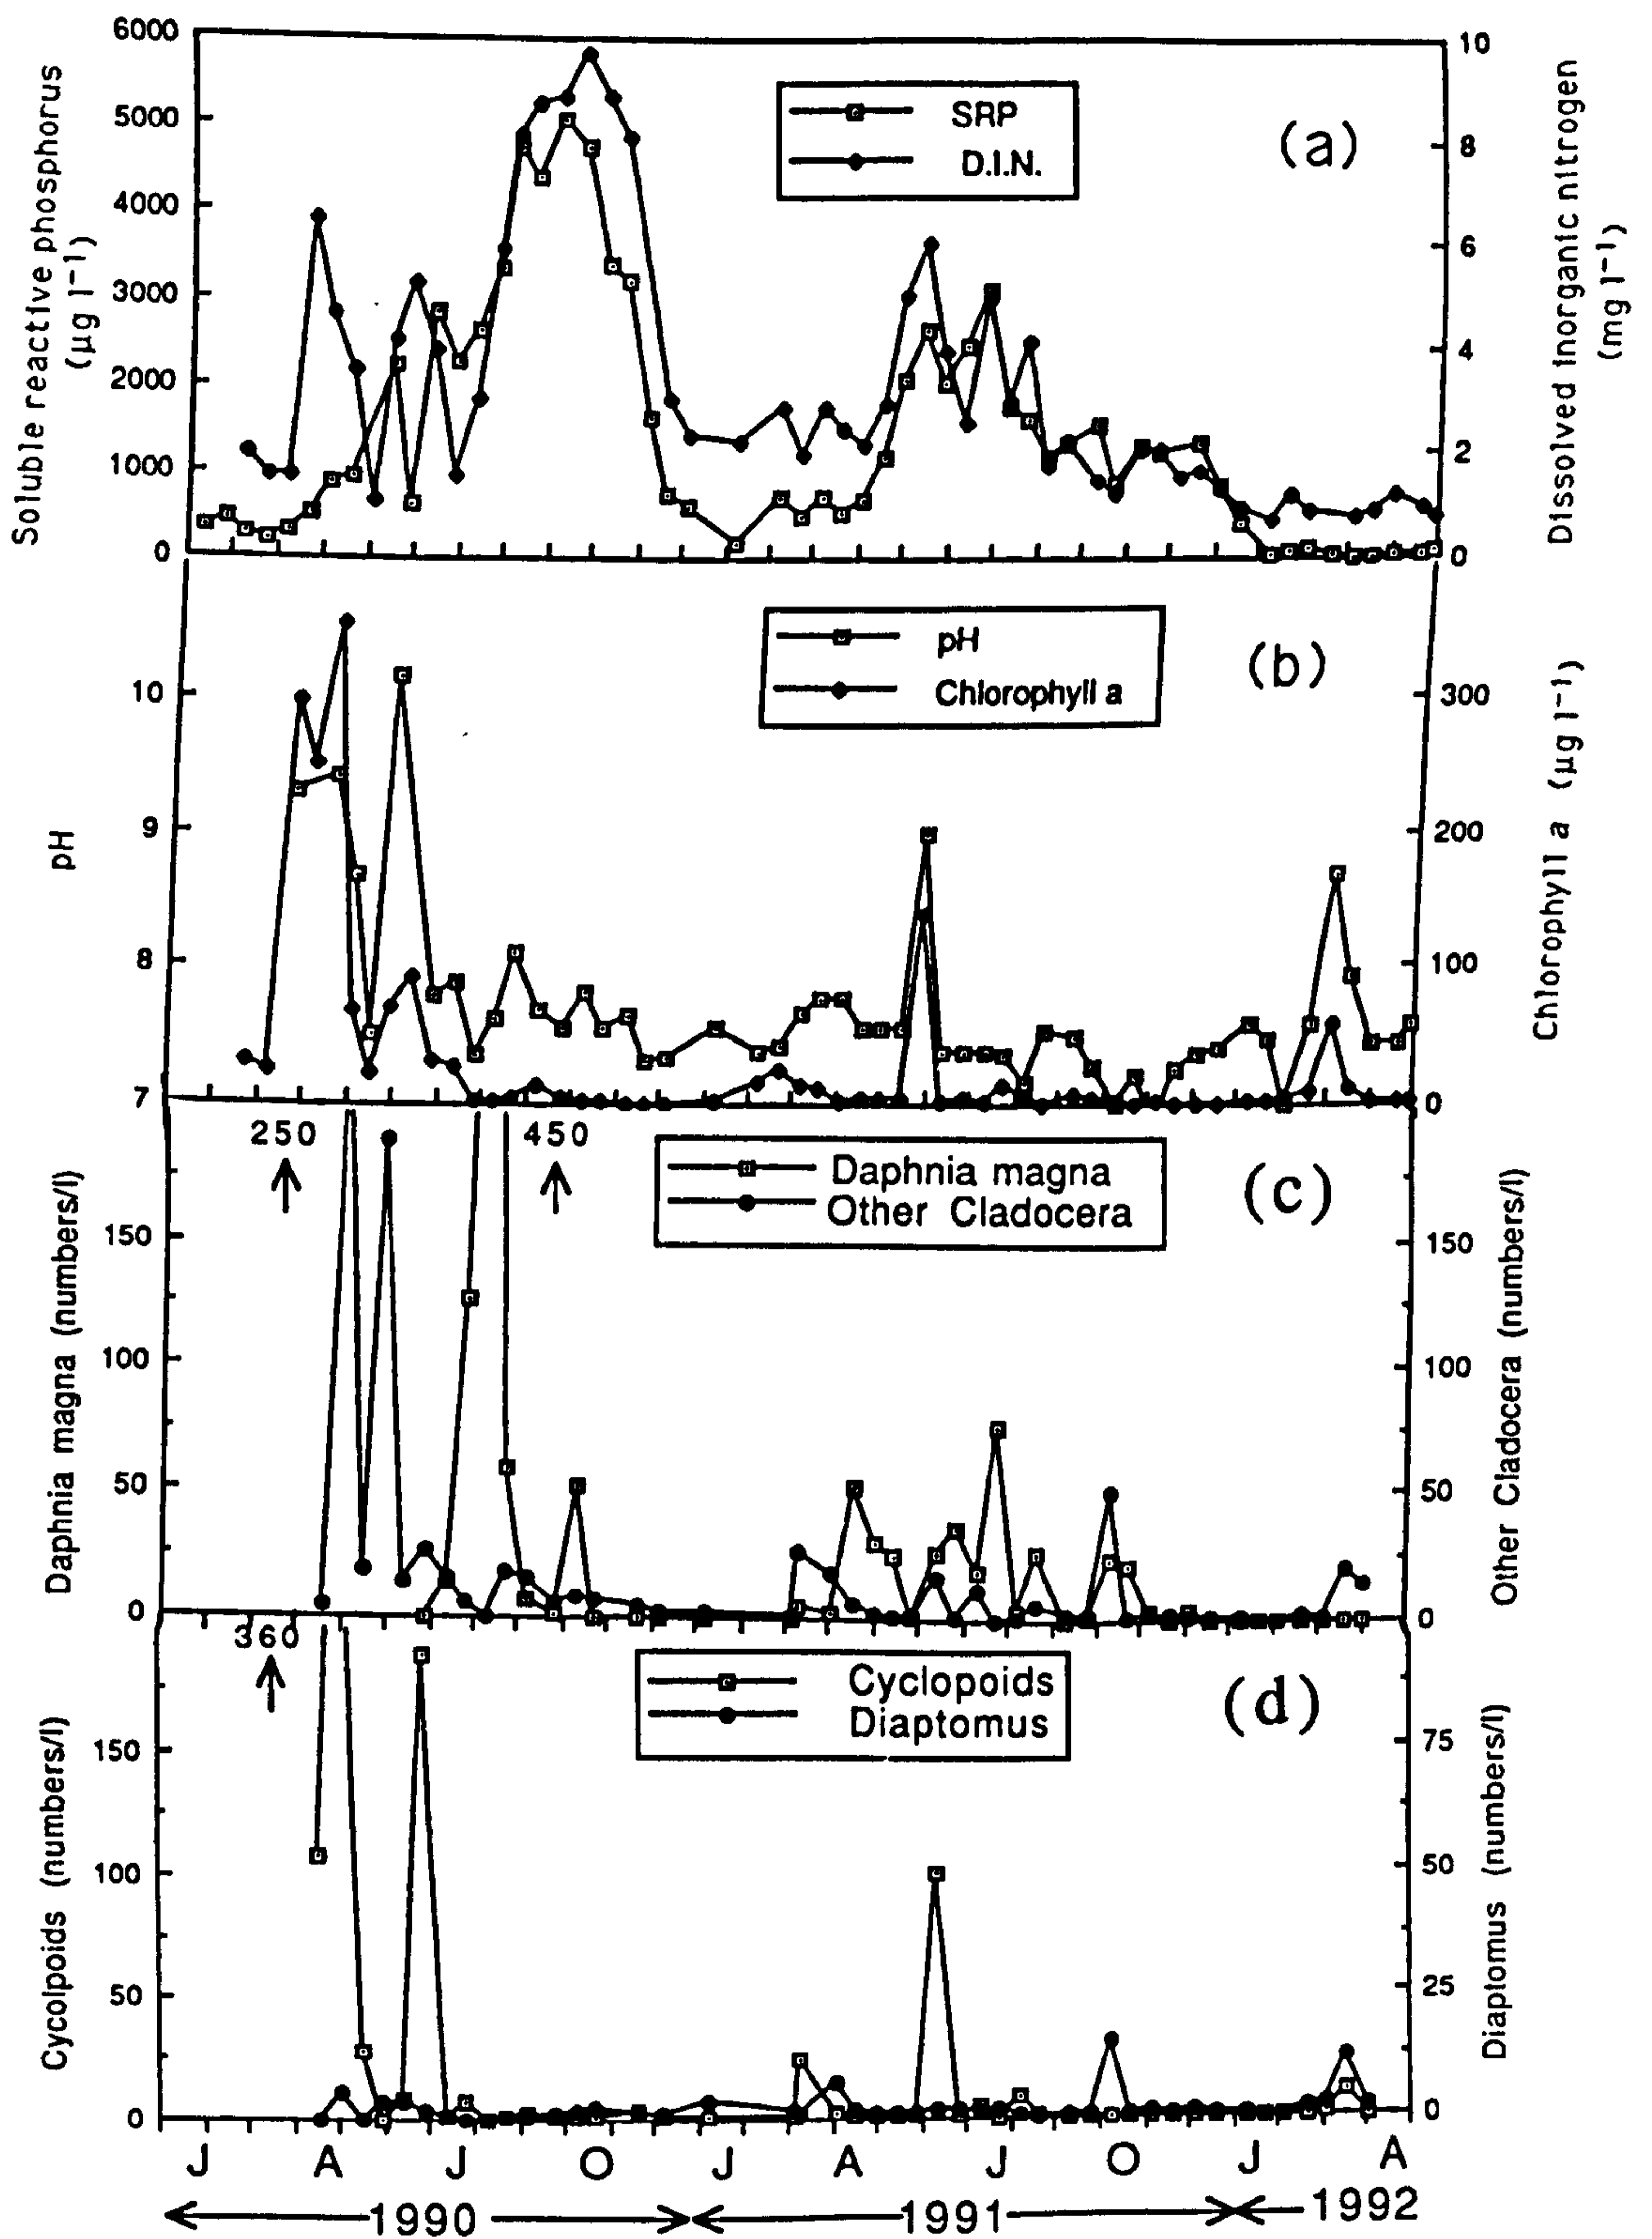 6000
5000
4000
3000
2000
1000
0
Soluble reactive phosphorus
(µg l⁻¹)
10
8
6
4
2
0
Dissolved inorganic nitrogen
(mg l⁻¹)
SRP
D.I.N.
(a)
10
9
8
7
pH
300
200
100
0
Chlorophyll a (µg l⁻¹)
pH
Chlorophyll a
(b)
250
450
150
100
50
0
Daphnia magna (numbers/l)
150
100
50
0
Other Cladocera (numbers/l)
Daphnia magna
Other Cladocera
(c)
360
150
100
50
0
Cycolpoids (numbers/l)
75
50
25
0
Diaptomus (numbers/l)
Cyclopoids
Diaptomus
(d)
J A J O J A J O J A
1990 1991 1992